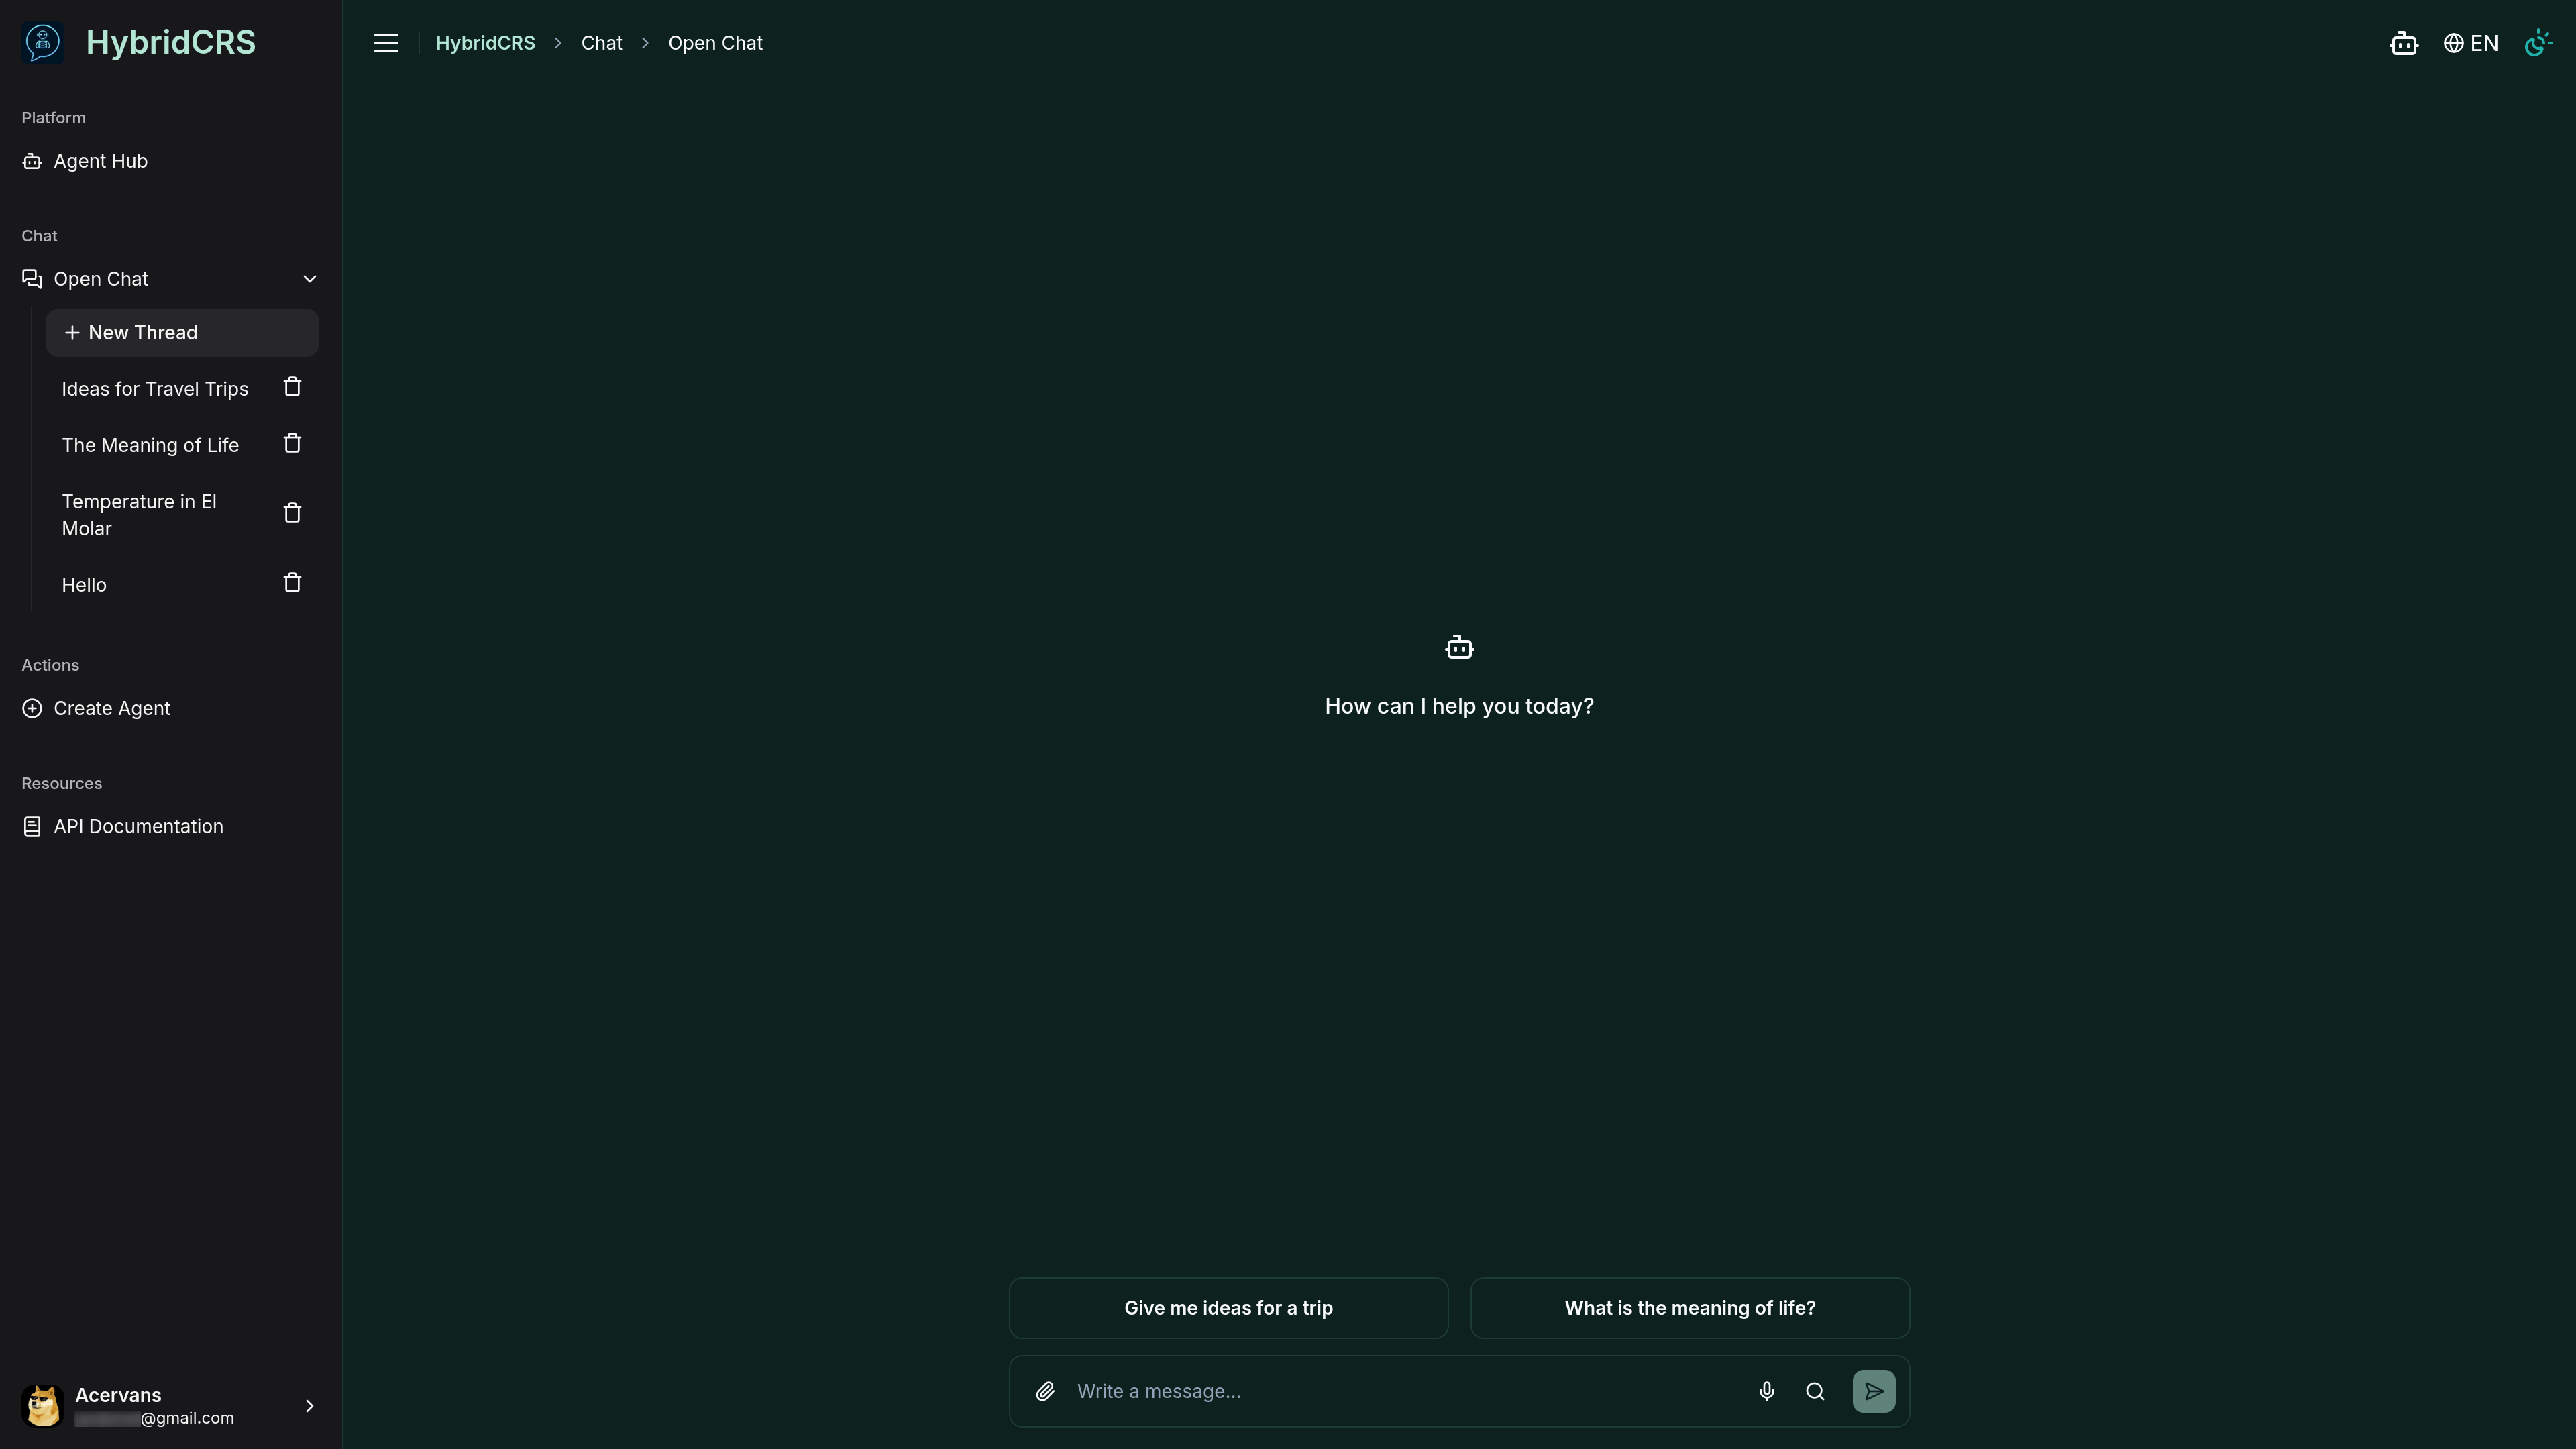 HybridCRS
Platform
Agent Hub
Chat
Open Chat
New Thread
Ideas for Travel Trips
The Meaning of Life
Temperature in El
Molar
Hello
Actions
Create Agent
Resources
API Documentation
Acervans
@gmail.com
HybridCRS > Chat > Open Chat
EN
How can I help you today?
Give me ideas for a trip
What is the meaning of life?
Write a message...